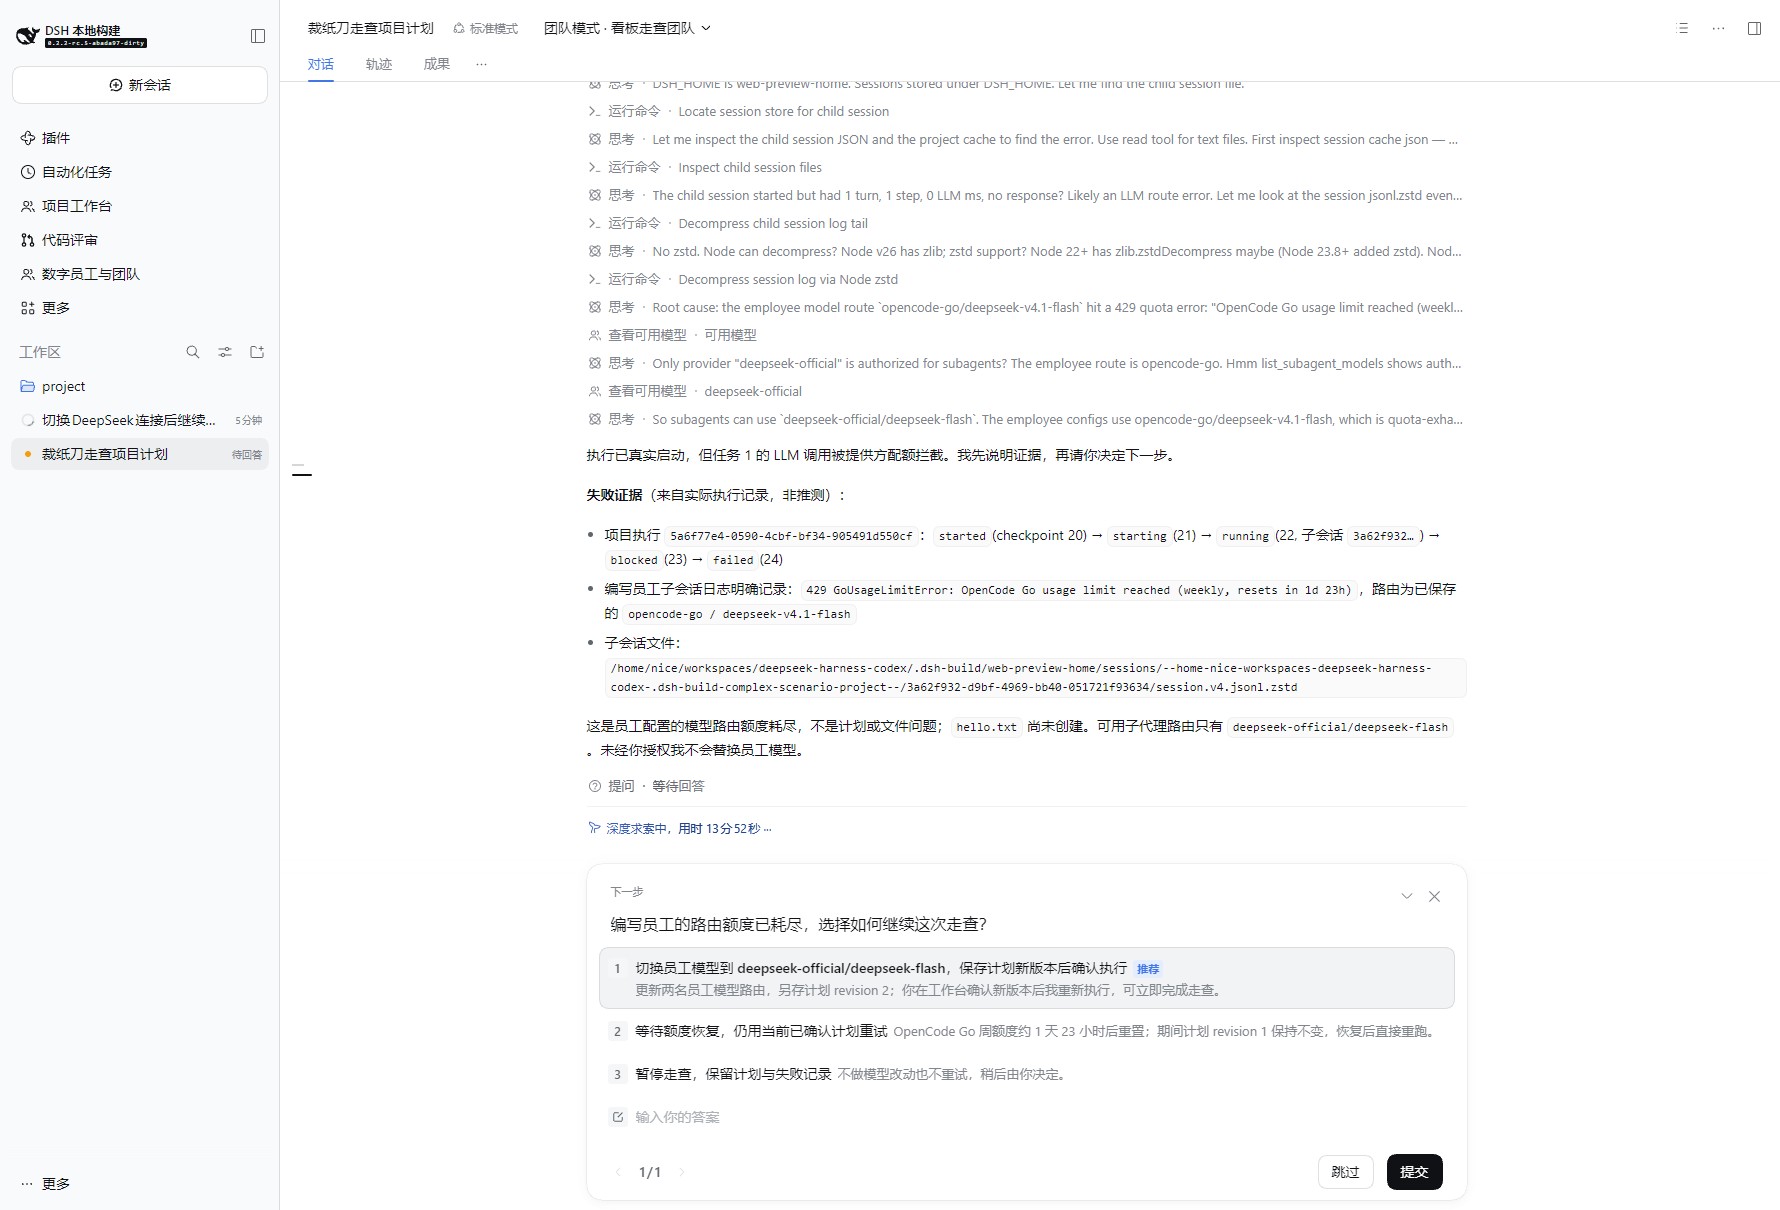 DSH 本地构建
0.3.2-rc.5-abada97-dirty
新会话
插件
自动化任务
项目工作台
代码评审
数字员工与团队
更多
工作区
project
切换DeepSeek连接后继续... 5分钟
裁纸刀走查项目计划 待回答
更多
裁纸刀走查项目计划 标准模式 团队模式 · 看板走查团队
对话 轨迹 成果 ...
思考 · DSH_HOME is web-preview-home. Sessions stored under DSH_HOME. Let me find the child session file.
运行命令 · Locate session store for child session
思考 · Let me inspect the child session JSON and the project cache to find the error. Use read tool for text files. First inspect session cache json — ...
运行命令 · Inspect child session files
思考 · The child session started but had 1 turn, 1 step, 0 LLM ms, no response? Likely an LLM route error. Let me look at the session jsonl.zstd even...
运行命令 · Decompress child session log tail
思考 · No zstd. Node can decompress? Node v26 has zlib; zstd support? Node 22+ has zlib.zstdDecompress maybe (Node 23.8+ added zstd). Nod...
运行命令 · Decompress session log via Node zstd
思考 · Root cause: the employee model route `opencode-go/deepseek-v4.1-flash` hit a 429 quota error: "OpenCode Go usage limit reached (weekl...
查看可用模型 · 可用模型
思考 · Only provider "deepseek-official" is authorized for subagents? The employee route is opencode-go. Hmm list_subagent_models shows auth...
查看可用模型 · deepseek-official
思考 · So subagents can use `deepseek-official/deepseek-flash`. The employee configs use opencode-go/deepseek-v4.1-flash, which is quota-exha...
执行已真实启动，但任务 1 的 LLM 调用被提供方配额拦截。我先说明证据，再请你决定下一步。
失败证据（来自实际执行记录，非推测）：
项目执行 5a6f77e4-0590-4cbf-bf34-905491d550cf ： started (checkpoint 20) → starting (21) → running (22, 子会话 3a62f932… ) →
blocked (23) → failed (24)
编写员工子会话日志明确记录： 429 GoUsageLimitError: OpenCode Go usage limit reached (weekly, resets in 1d 23h) ，路由为已保存
的 opencode-go / deepseek-v4.1-flash
子会话文件：
/home/nice/workspaces/deepseek-harness-codex/.dsh-build/web-preview-home/sessions/--home-nice-workspaces-deepseek-harness-
codex-.dsh-build-complex-scenario-project--/3a62f932-d9bf-4969-bb40-051721f93634/session.v4.jsonl.zstd
这是员工配置的模型路由额度耗尽，不是计划或文件问题； hello.txt 尚未创建。可用子代理路由只有 deepseek-official/deepseek-flash
。未经你授权我不会替换员工模型。
提问 · 等待回答
深度求索中，用时 13分52秒 ...
下一步
编写员工的路由额度已耗尽，选择如何继续这次走查？
1 切换员工模型到 deepseek-official/deepseek-flash，保存计划新版本后确认执行 推荐
更新两名员工模型路由，另存计划 revision 2；你在工作台确认新版本后我重新执行，可立即完成走查。
2 等待额度恢复，仍用当前已确认计划重试 OpenCode Go 周额度约 1 天 23 小时后重置；期间计划 revision 1 保持不变，恢复后直接重跑。
3 暂停走查，保留计划与失败记录 不做模型改动也不重试，稍后由你决定。
输入你的答案
1/1
跳过 提交